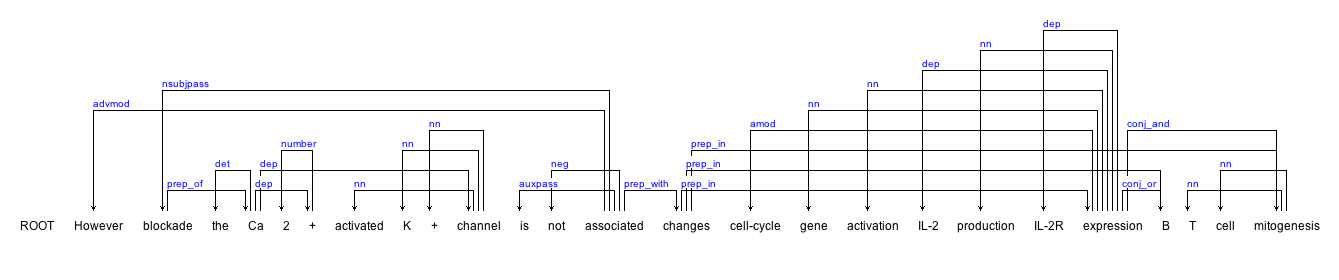 dep
nn
dep
nsubjpass nn
advmod nn
nn amod conj_and
number nn prep_in
det dep neg prep_in nn
prep_of dep nn auxpass prep_with prep_in conj_or nn
ROOT However blockade the Ca 2 + activated K + channel is not associated changes cell-cycle gene activation IL-2 production IL-2R expression B T cell mitogenesis